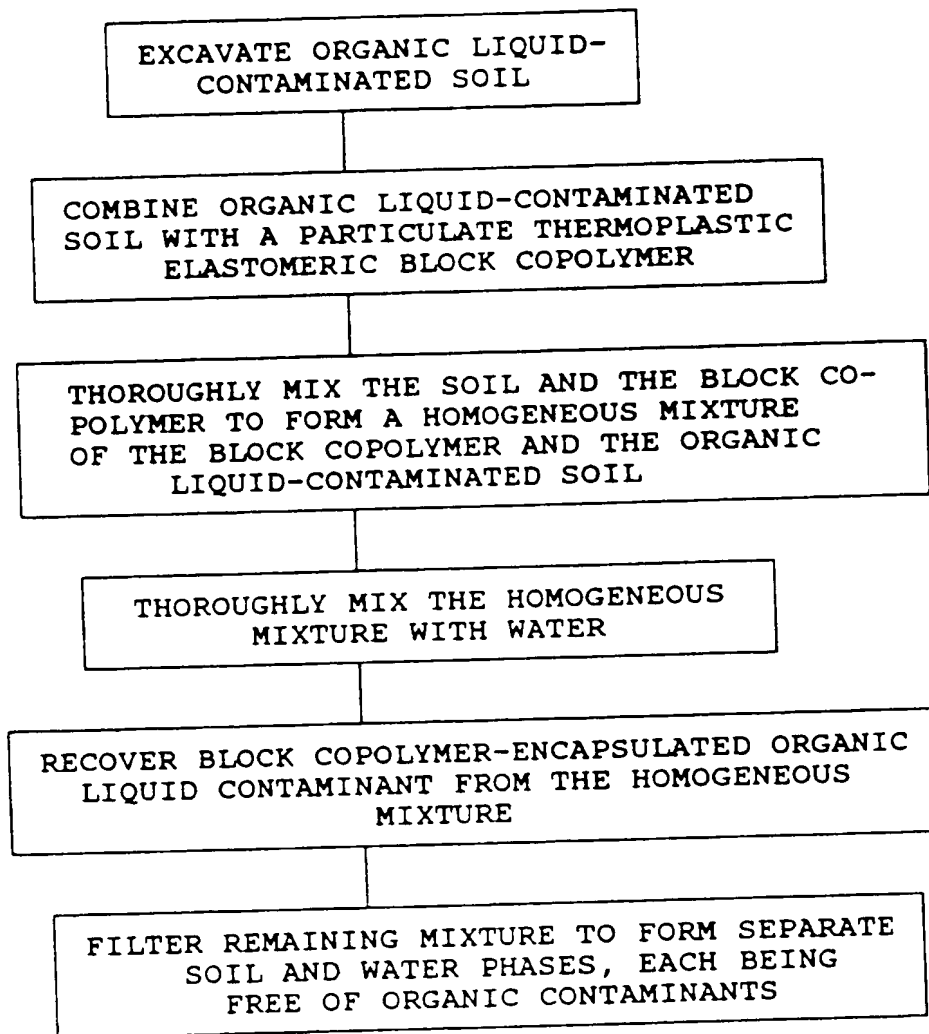 EXCAVATE ORGANIC LIQUID-
CONTAMINATED SOIL
COMBINE ORGANIC LIQUID-CONTAMINATED
SOIL WITH A PARTICULATE THERMOPLASTIC
ELASTOMERIC BLOCK COPOLYMER
THOROUGHLY MIX THE SOIL AND THE BLOCK CO-
POLYMER TO FORM A HOMOGENEOUS MIXTURE
OF THE BLOCK COPOLYMER AND THE ORGANIC
LIQUID-CONTAMINATED SOIL
THOROUGHLY MIX THE HOMOGENEOUS
MIXTURE WITH WATER
RECOVER BLOCK COPOLYMER-ENCAPSULATED ORGANIC
LIQUID CONTAMINANT FROM THE HOMOGENEOUS
MIXTURE
FILTER REMAINING MIXTURE TO FORM SEPARATE
SOIL AND WATER PHASES, EACH BEING
FREE OF ORGANIC CONTAMINANTS